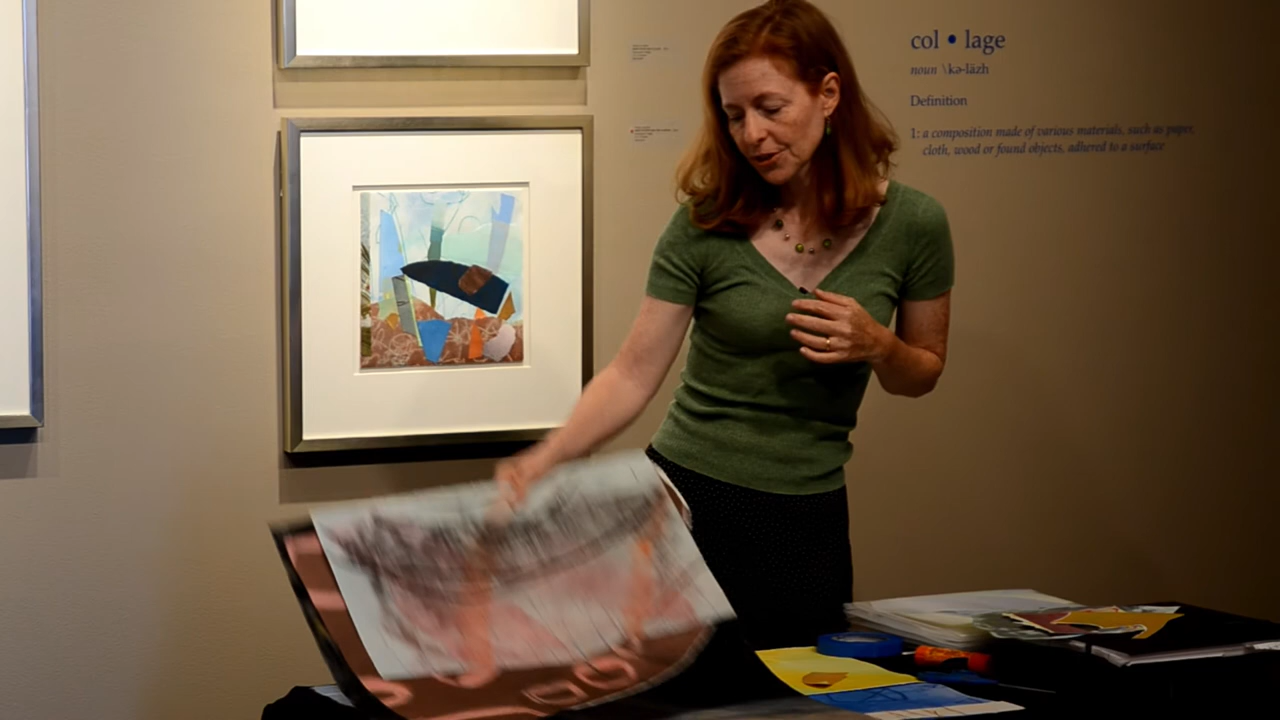 col • lage
noun \kə-läzh
Definition
1: a composition made of various materials, such as paper,
cloth, wood or found objects, adhered to a surface